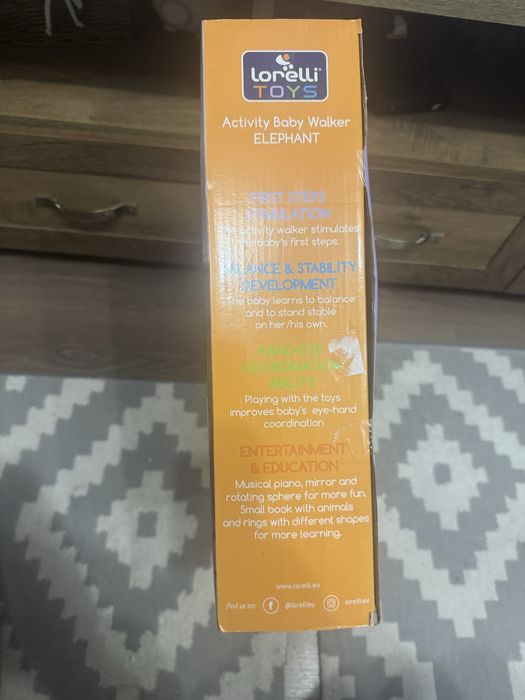 lorelli
TOYS
Activity Baby Walker
ELEPHANT
FIRST STEPS
STIMULATION
The activity walker stimulates
the baby's first steps.
BALANCE & STABILITY
DEVELOPMENT
The baby learns to balance
and to stand stable
on her/his own.
HAND-EYE
COORDINATION
ABILITY
Playing with the toys
improves baby's eye-hand
coordination
ENTERTAINMENT
& EDUCATION
Musical piano, mirror and
rotating sphere for more fun.
Small book with animals
and rings with different shapes
for more learning.
www.lorelli.eu
find us on: @lorellieu lorelli.eu